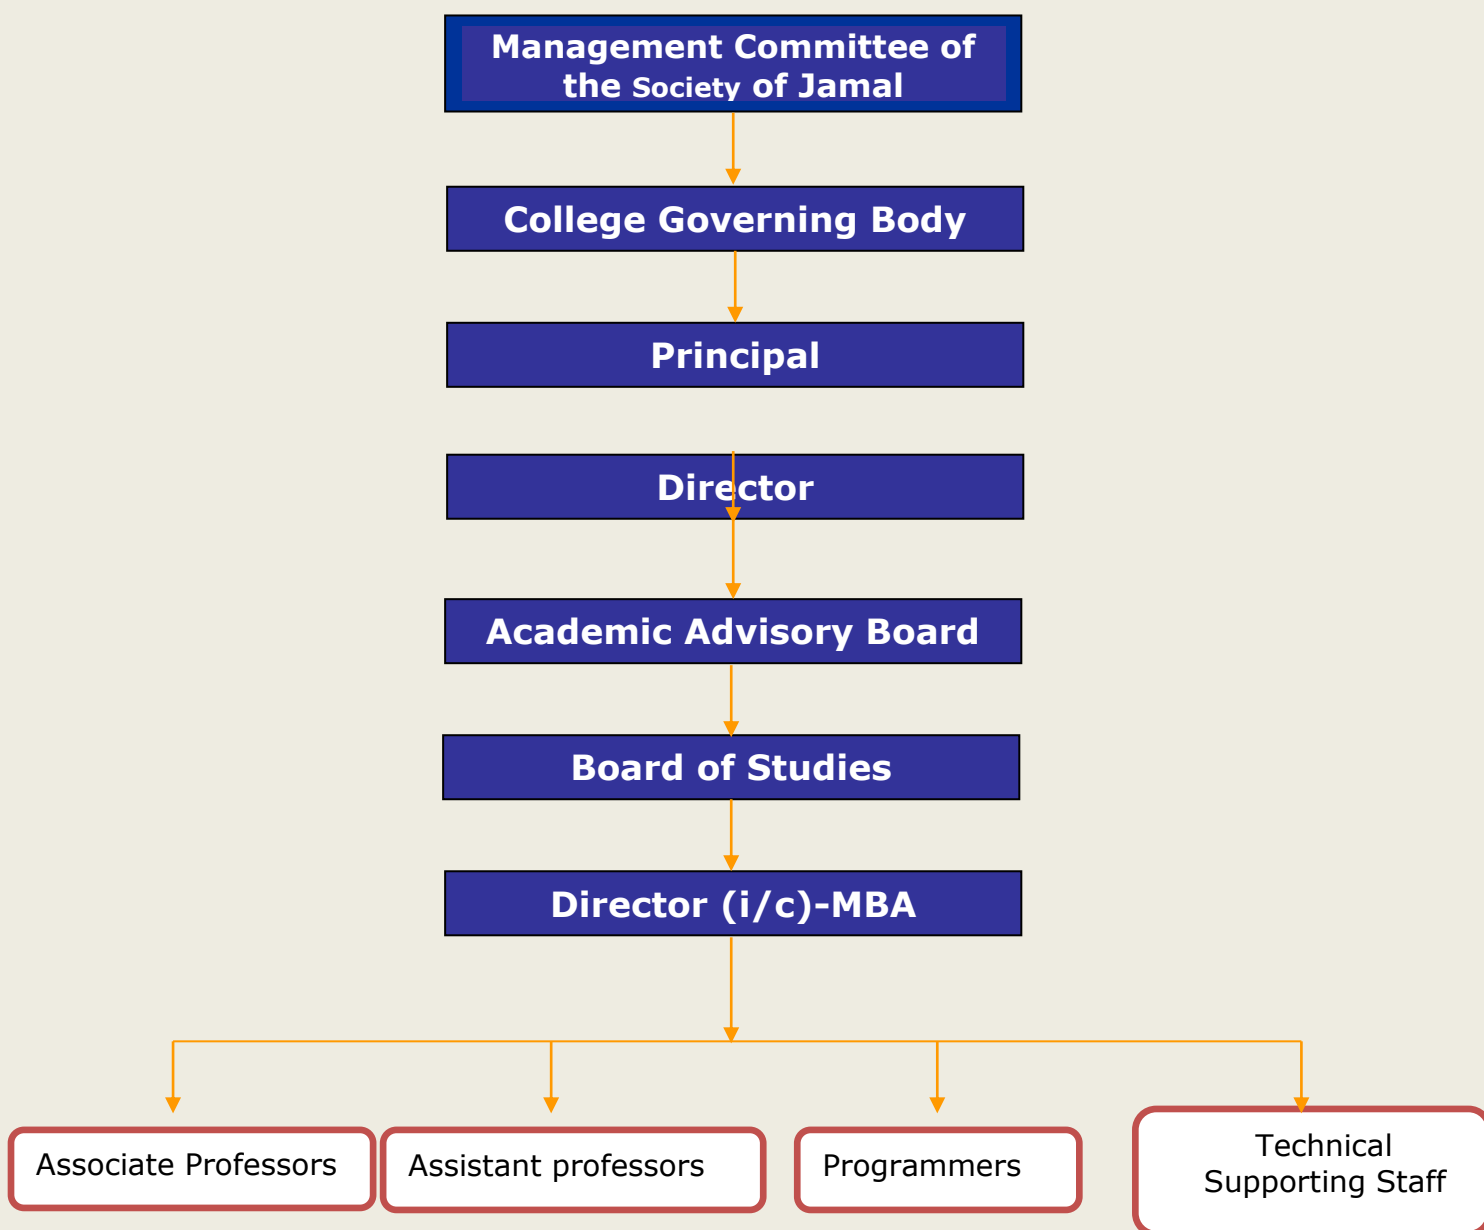 Management Committee of
the Society of Jamal
College Governing Body
Principal
Director
Academic Advisory Board
Board of Studies
Director (i/c)-MBA
Associate Professors
Assistant professors
Programmers
Technical
Supporting Staff